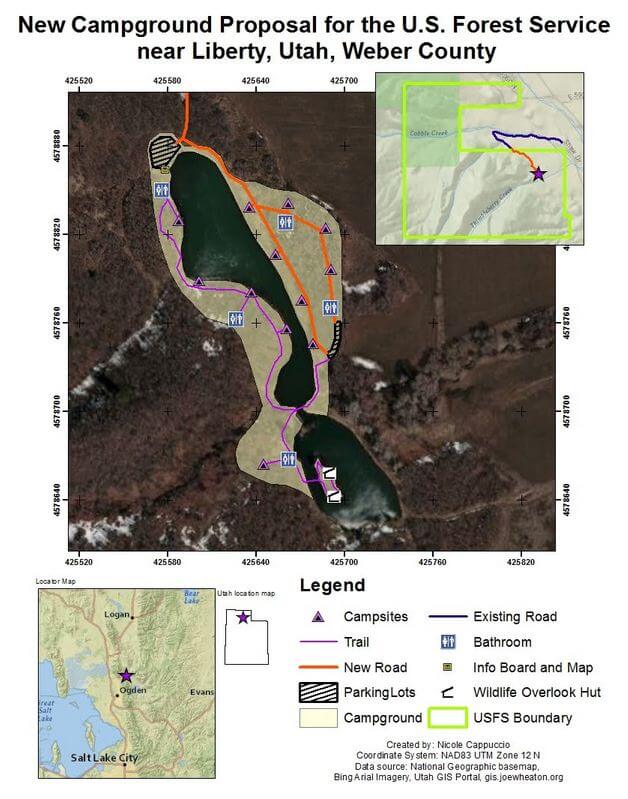 New Campground Proposal for the U.S. Forest Service
near Liberty, Utah, Weber County
425520 425580 425640 425700
4578880 4578820 4578760 4578700 4578640
Cobble Creek
Thimbleberry Creek
4578760 4578700 4578640
425520 425580 425640 425700 425760 425820
Locator Map
Bear
Lake
Logan
Ogden
Evans
Great
Salt
Lake
Salt Lake City
Utah location map
Legend
Campsites
Existing Road
Trail
Bathroom
New Road
Info Board and Map
Parking Lots
Wildlife Overlook Hut
Campground
USFS Boundary
Created by: Nicole Cappuccio
Coordinate System: NAD83 UTM Zone 12 N
Data source: National Geographic basemap,
Bing Arial Imagery, Utah GIS Portal, gis.joewheaton.org